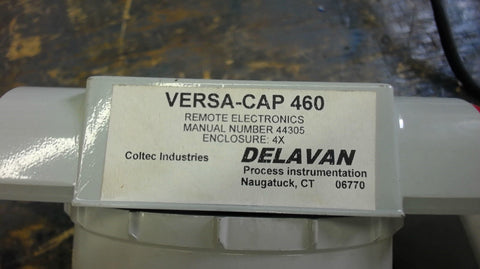 VERSA-CAP 460
REMOTE ELECTRONICS
MANUAL NUMBER 44305
ENCLOSURE: 4X
Coltec Industries DELAVAN
Process instrumentation
Naugatuck, CT 06770